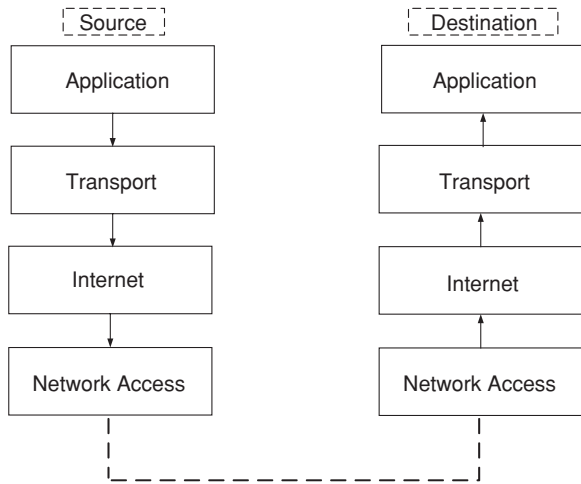 Source
Destination
Application
Application
Transport
Transport
Internet
Internet
Network Access
Network Access